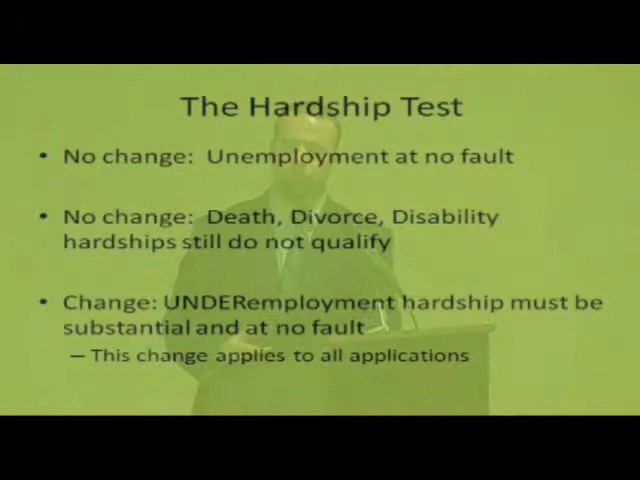 The Hardship Test
• No change: Unemployment at no fault
• No change: Death, Divorce, Disability
hardships still do not qualify
• Change: UNDERemployment hardship must be
substantial and at no fault
– This change applies to all applications